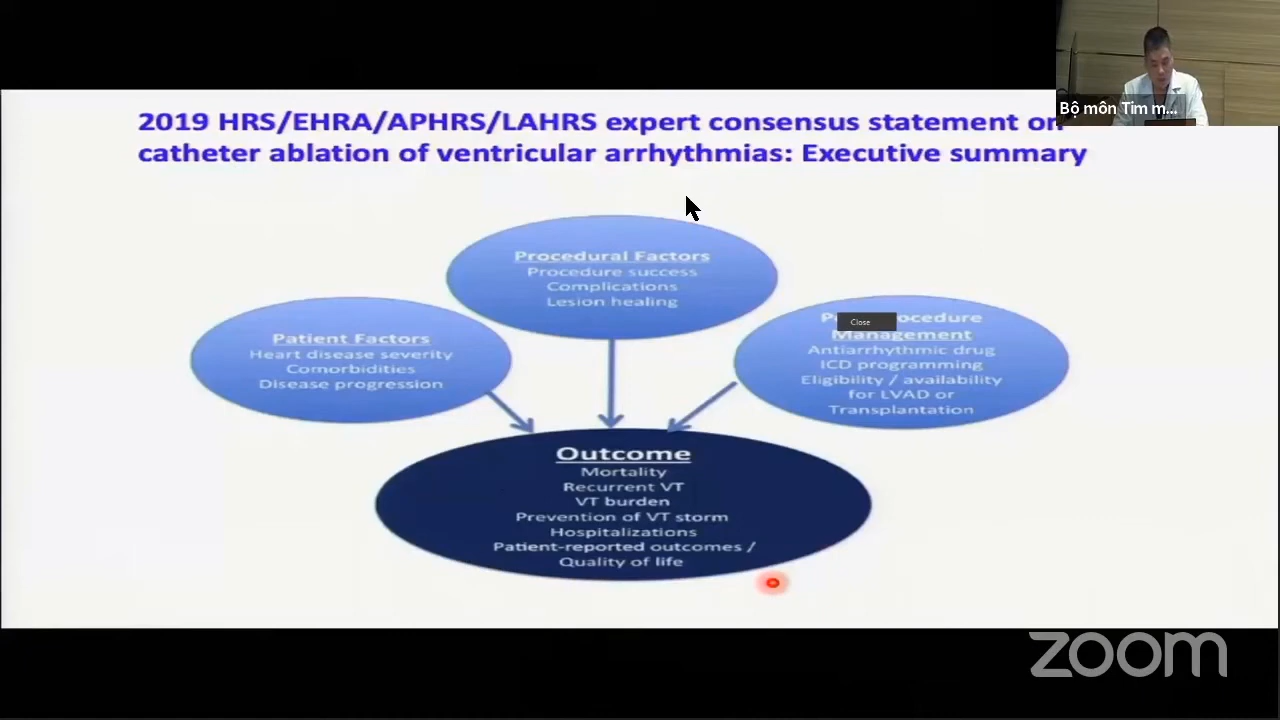 Bộ môn Tim m...
2019 HRS/EHRA/APHRS/LAHRS expert consensus statement on
catheter ablation of ventricular arrhythmias: Executive summary
Procedural Factors
Procedure success
Complications
Lesion healing
Patient Factors
Heart disease severity
Comorbidities
Disease progression
Close
Management
Antiarrhythmic drug
ICD programming
Eligibility / availability
for LVAD or
Transplantation
Outcome
Mortality
Recurrent VT
VT burden
Prevention of VT storm
Hospitalizations
Patient-reported outcomes /
Quality of life
zoom